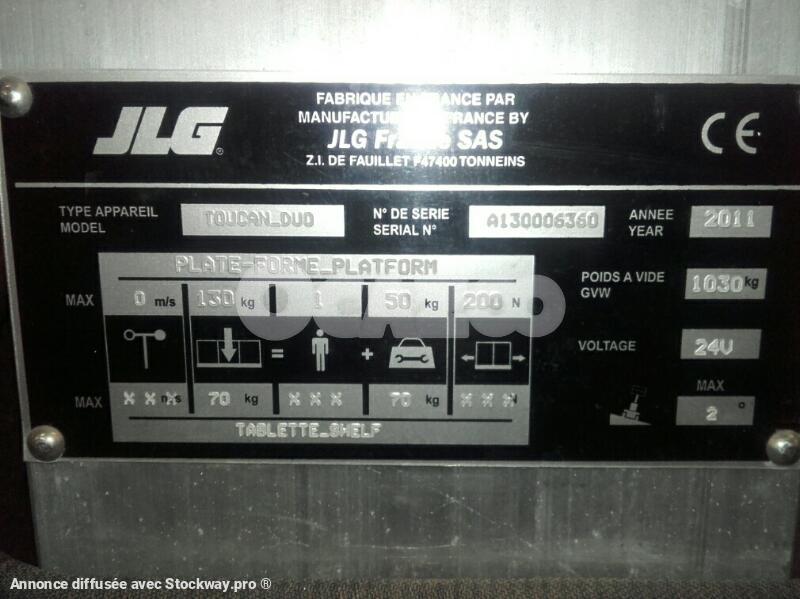 JLG®
FABRIQUE EN FRANCE PAR
MANUFACTURED FRANCE BY
JLG France SAS
Z.I. DE FAUILLET F47400 TONNEINS
CE
TYPE APPAREIL
MODEL
TOUCAN_DUO
N° DE SERIE
SERIAL N°
A130006360
ANNEE
YEAR
2011
PLATE-FORME_PLATFORM
MAX 0 m/s 130 kg 1 50 kg 200 N
= +
MAX X X X m/s 70 kg X X X 70 kg X X X N
TABLETTE_SHELF
POIDS A VIDE
GVW
1030 kg
VOLTAGE
24V
MAX
2 °
Annonce diffusée avec Stockway.pro ®